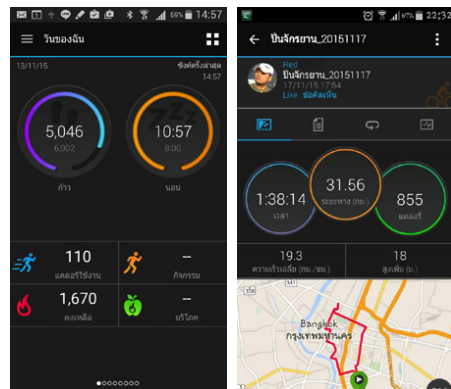 69% 14:57
วันของฉัน
13/11/15
ซิงค์ครั้งล่าสุด
14:57
5,046
6,002
ก้าว
10:57
8:00
นอน
110
แคลอรีใช้งาน
--
กิจกรรม
1,670
คงเหลือ
--
บริโภค
67% 22:32
ปั่นจักรยาน_20151117
Red
ปั่นจักรยาน_20151117
17/11/15 17:54
Like ข้อคิดเห็น
1:38:14
เวลา
31.56
ระยะทาง (กม.)
855
แคลอรี
19.3
ความเร็วเฉลี่ย (กม./ชม.)
18
สูงเพิ่ม (ม.)
341
Bangkok
กรุงเทพมหานคร